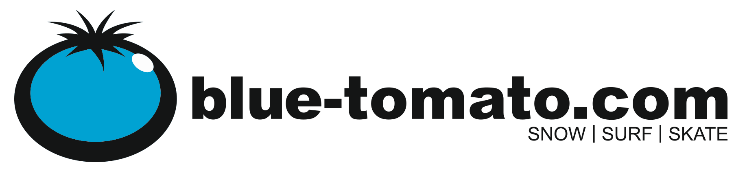 blue-tomato.com
SNOW | SURF | SKATE